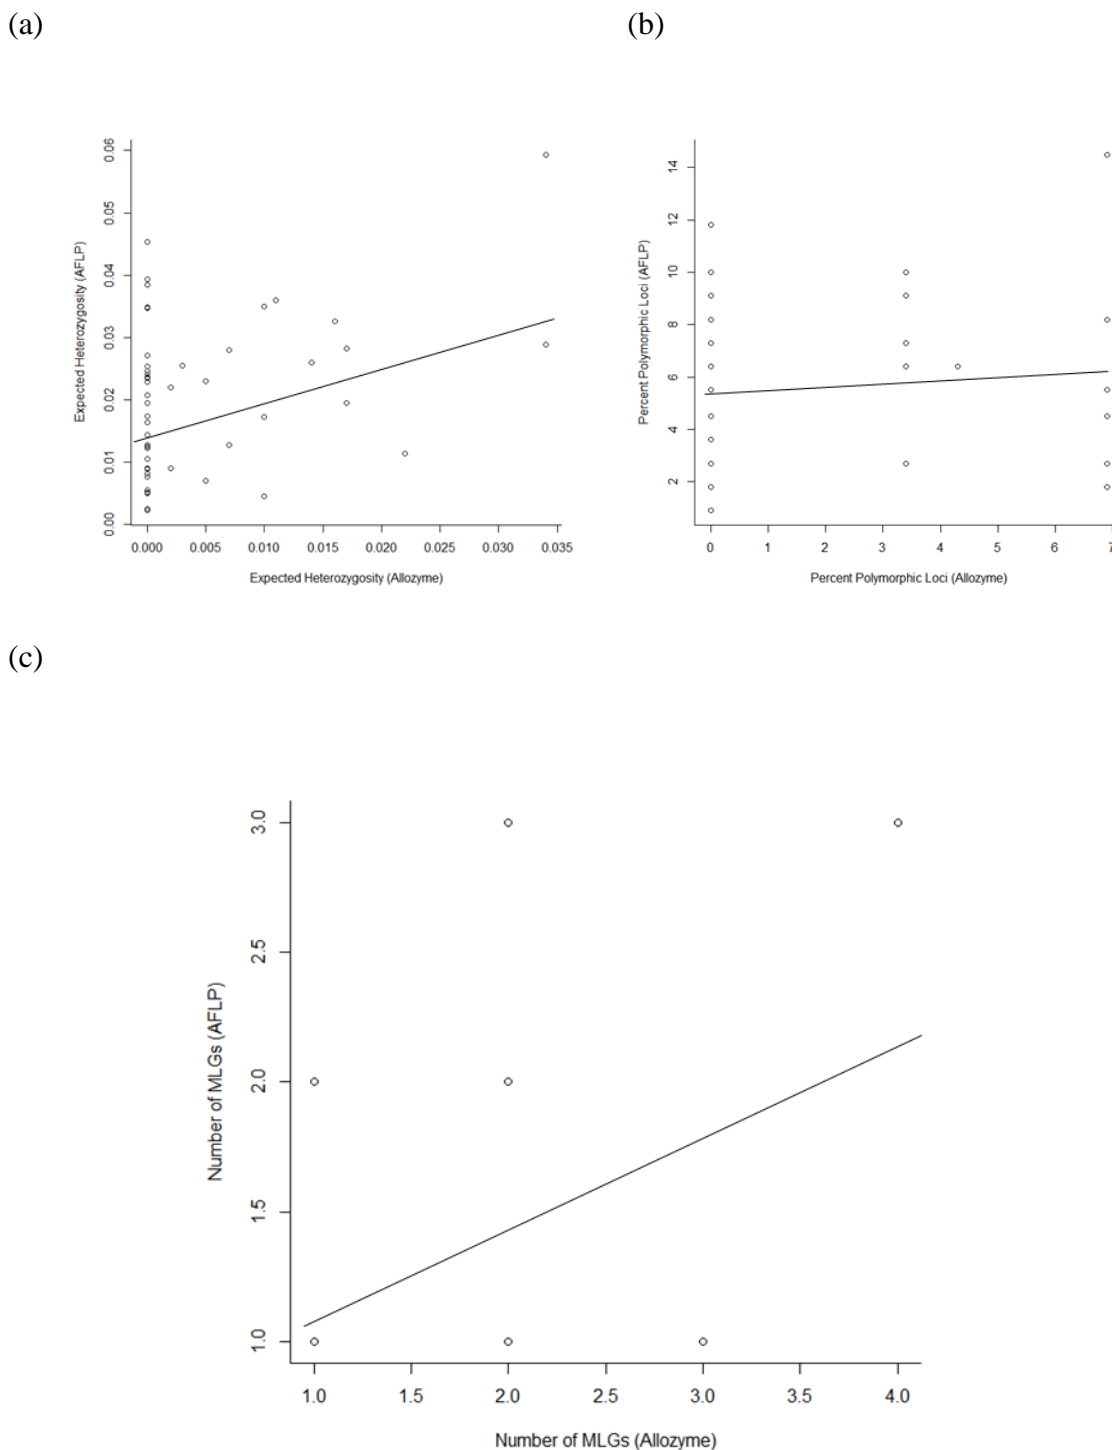 (a)
(b)
Expected Heterozygosity (AFLP)
0.06
0.05
0.04
0.03
0.02
0.01
0.00
0.000 0.005 0.010 0.015 0.020 0.025 0.030 0.035
Expected Heterozygosity (Allozyme)
Percent Polymorphic Loci (AFLP)
14
12
10
8
6
4
2
0 1 2 3 4 5 6 7
Percent Polymorphic Loci (Allozyme)
(c)
Number of MLGs (AFLP)
3.0
2.5
2.0
1.5
1.0
1.0 1.5 2.0 2.5 3.0 3.5 4.0
Number of MLGs (Allozyme)